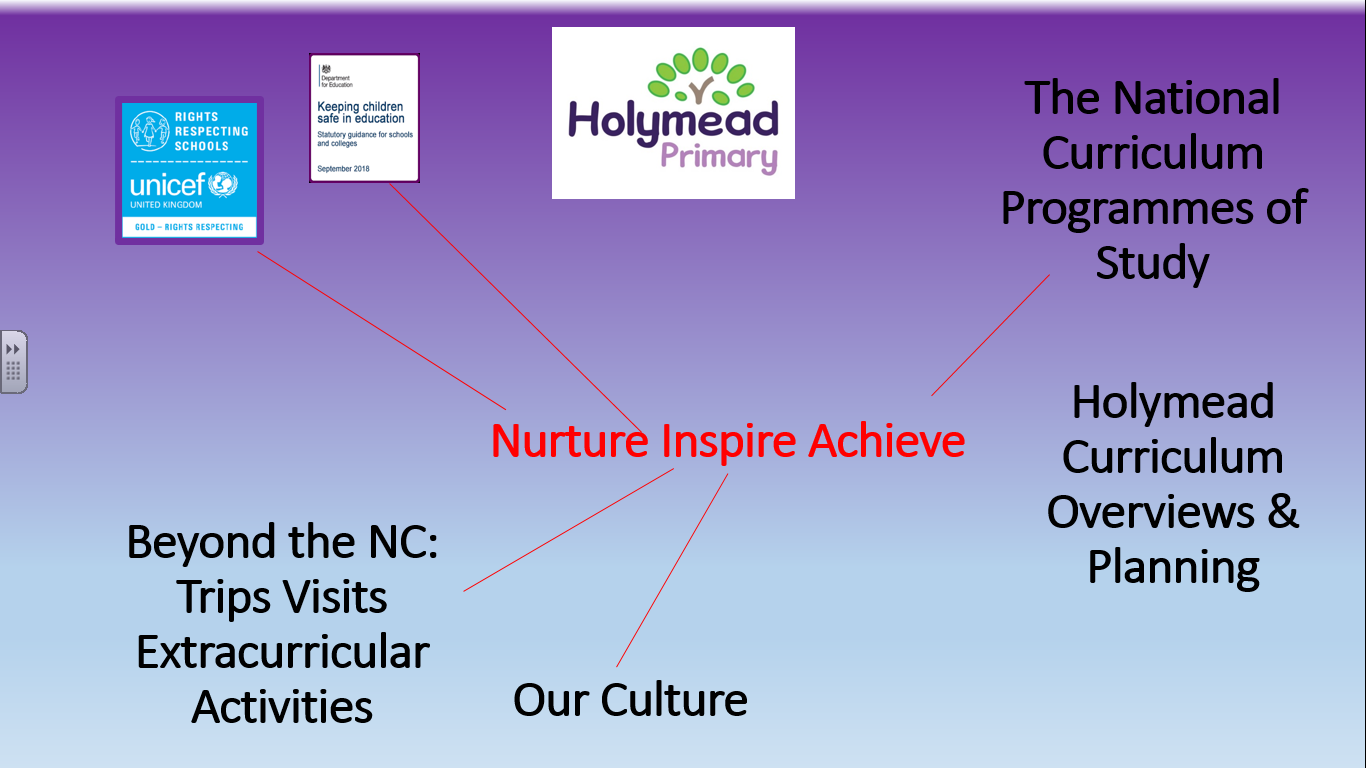 RIGHTS
RESPECTING
SCHOOLS
unicef
UNITED KINGDOM
GOLD – RIGHTS RESPECTING
Department
for Education
Keeping children
safe in education
Statutory guidance for schools
and colleges
September 2018
Holymead
Primary
The National
Curriculum
Programmes of
Study
Nurture Inspire Achieve
Holymead
Curriculum
Overviews &
Planning
Beyond the NC:
Trips Visits
Extracurricular
Activities
Our Culture